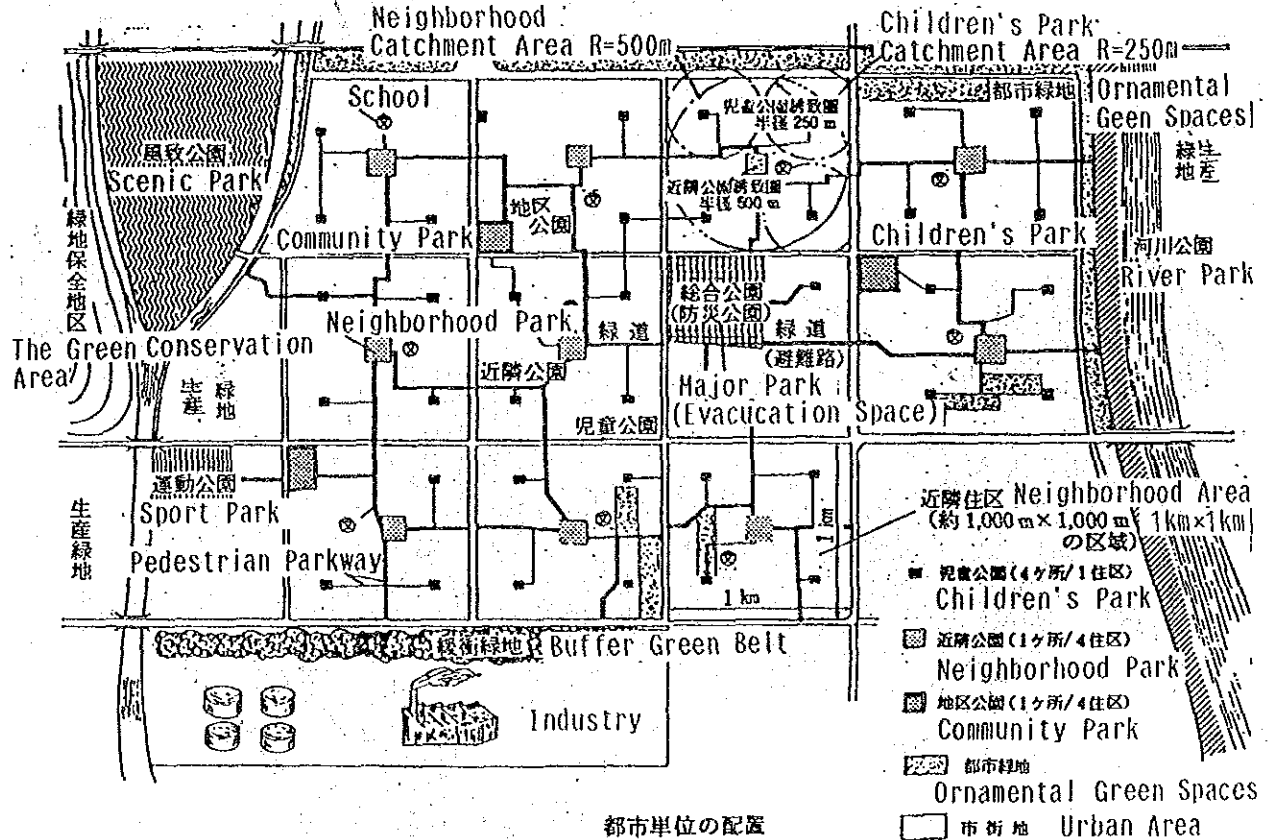 Neighborhood
Catchment Area R=500m
Children's Park
Catchment Area R=250m
School
児童公園誘致圏
半径 250 m
都市緑地
Ornamental
Geen Spaces
生産
緑地
風致公園
Scenic Park
近隣公園誘致圏
半径 500 m
地区
公園
緑地保全地区
Community Park
Children's Park
河川公園
River Park
総合公園
(防災公園)
Neighborhood Park
緑道
緑道
(避難路)
The Green Conservation
Area
生産
緑地
近隣公園
Major Park
(Evacucation Space)
児童公園
運動公園
Sport Park
生産緑地
Pedestrian Parkway
近隣住区 Neighborhood Area
(約 1,000 m×1,000 m 1km×1km
の区域)
1 km
1 km
児童公園(4ヶ所/1住区)
Children's Park
緩衝緑地 Buffer Green Belt
近隣公園(1ヶ所/4住区)
Neighborhood Park
地区公園(1ヶ所/4住区)
Community Park
Industry
都市緑地
Ornamental Green Spaces
都市単位の配置
市街地 Urban Area